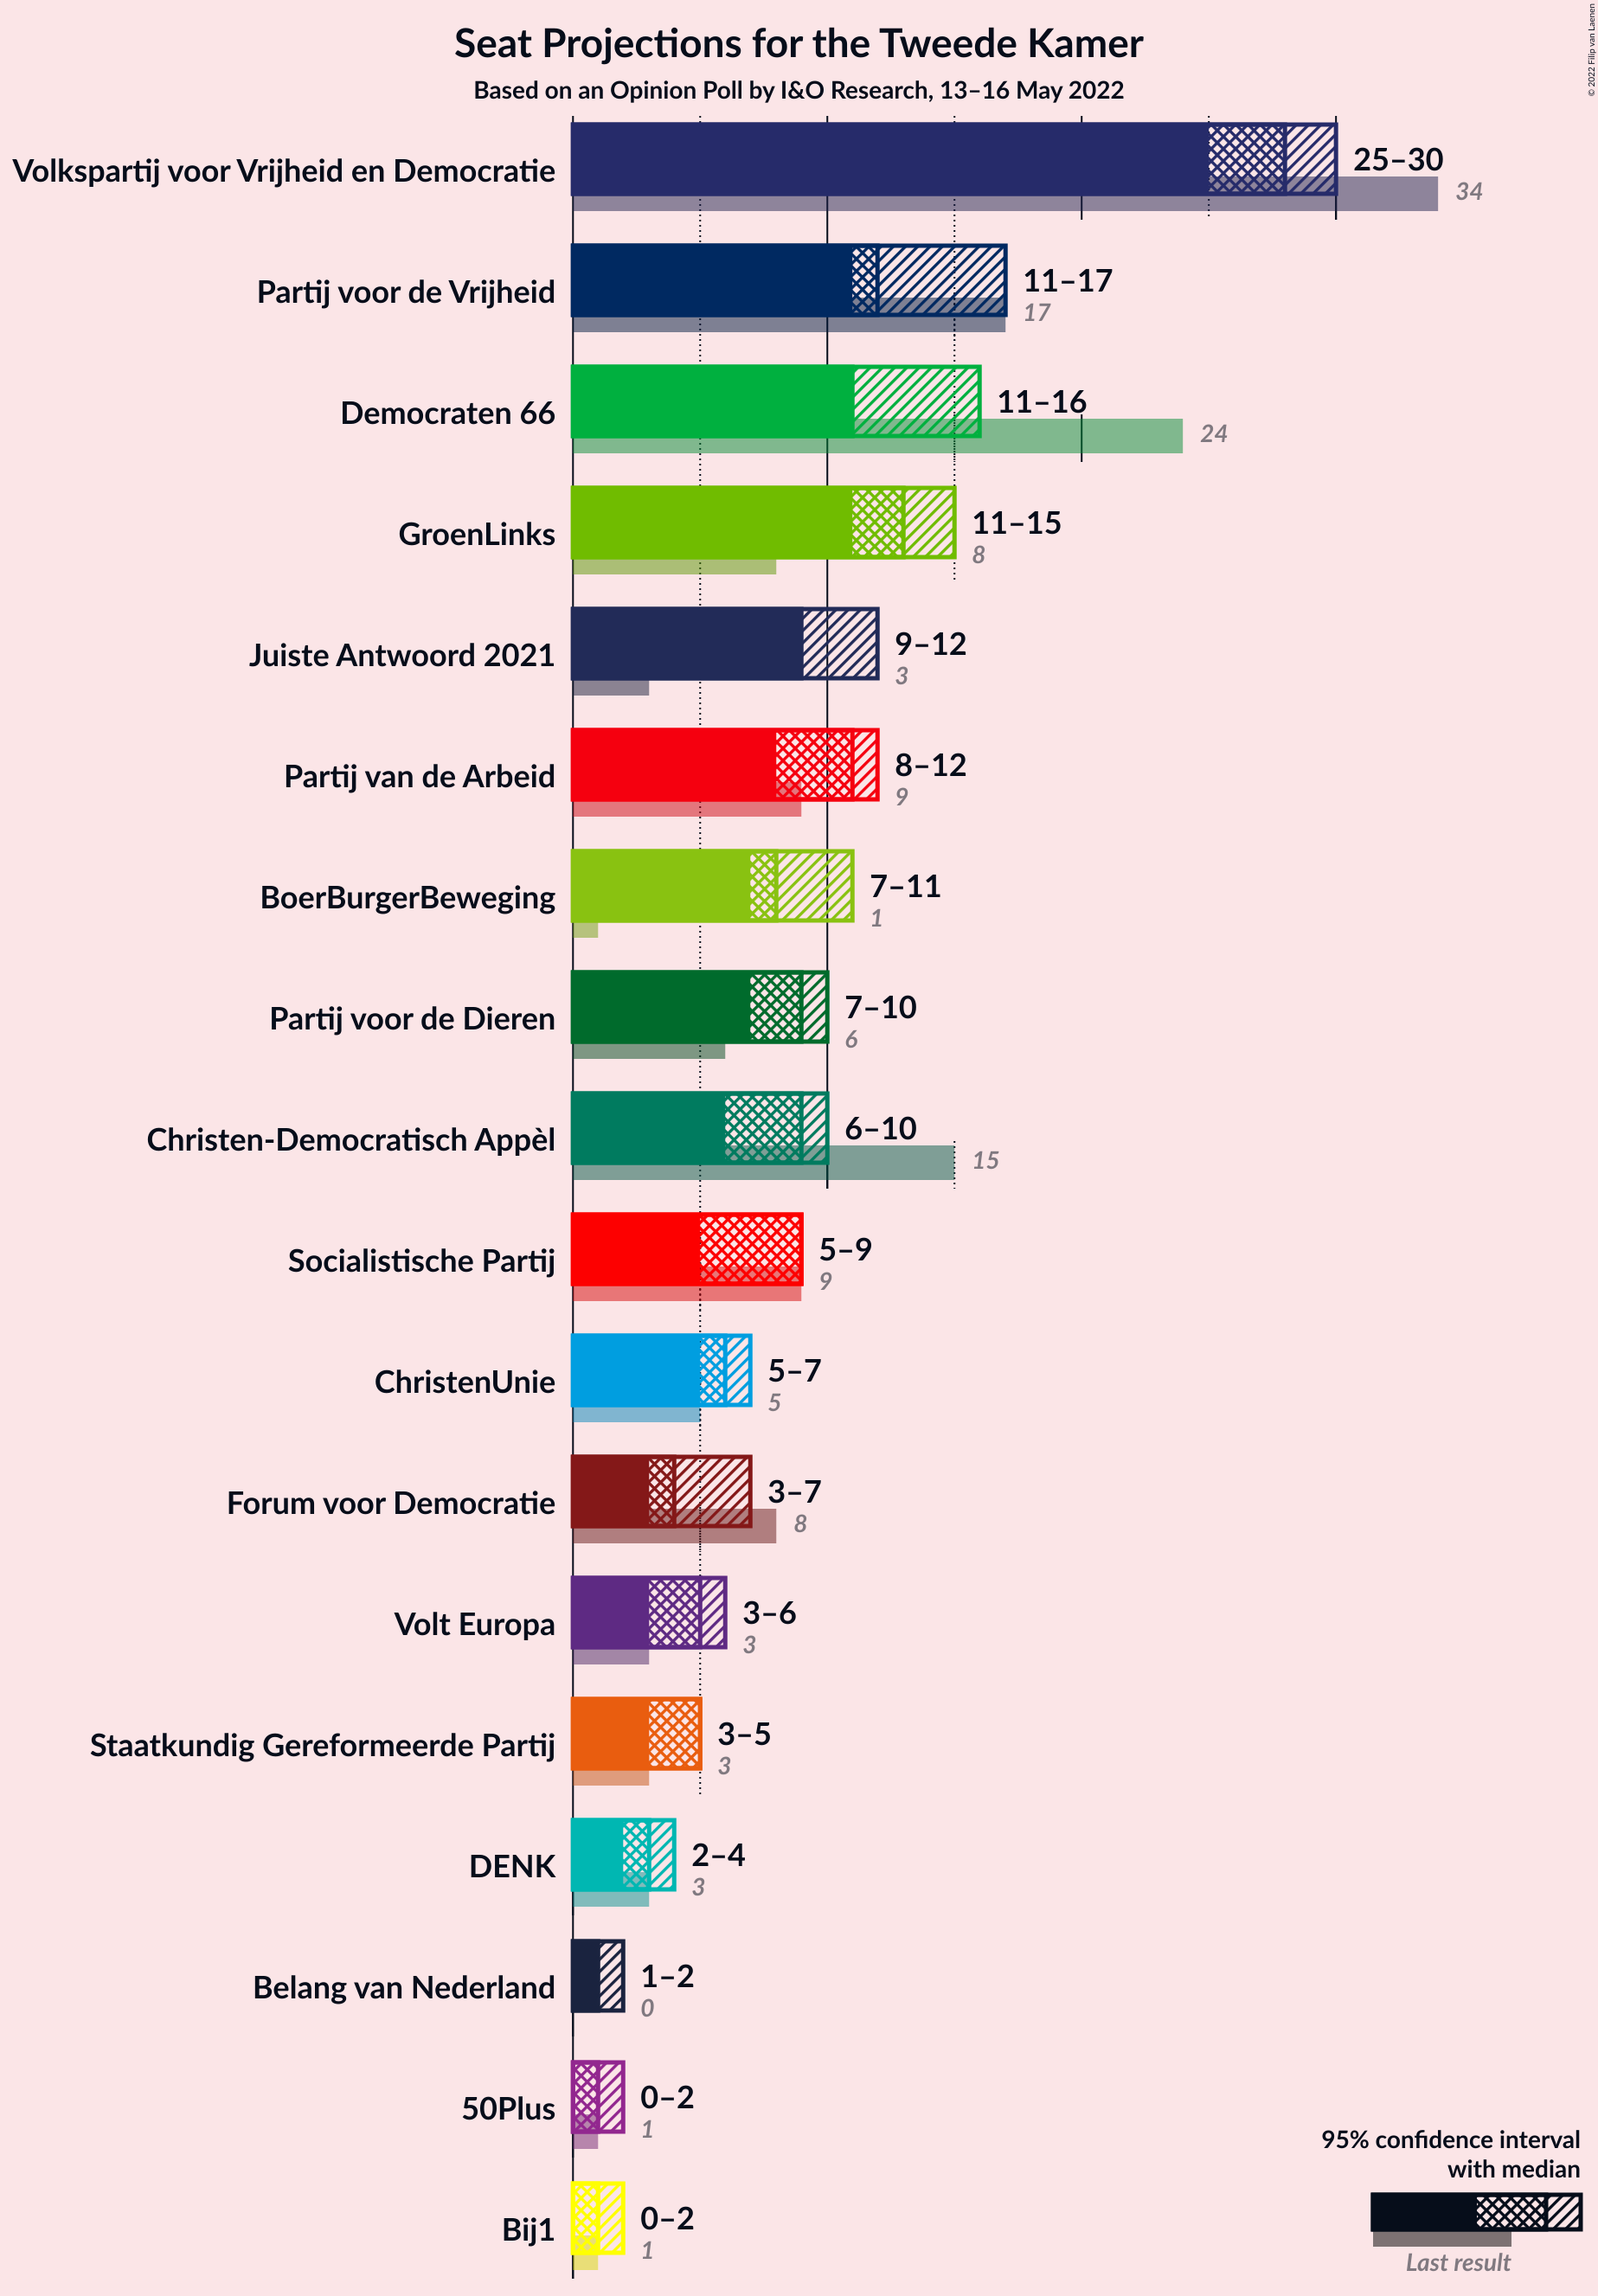 Seat Projections for the Tweede Kamer
Based on an Opinion Poll by I&O Research, 13–16 May 2022
© 2022 Filip van Laenen
Volkspartij voor Vrijheid en Democratie
25–30
34
Partij voor de Vrijheid
11–17
17
Democraten 66
11–16
24
GroenLinks
11–15
8
Juiste Antwoord 2021
9–12
3
Partij van de Arbeid
8–12
9
BoerBurgerBeweging
7–11
1
Partij voor de Dieren
7–10
6
Christen-Democratisch Appèl
6–10
15
Socialistische Partij
5–9
9
ChristenUnie
5–7
5
Forum voor Democratie
3–7
8
Volt Europa
3–6
3
Staatkundig Gereformeerde Partij
3–5
3
DENK
2–4
3
Belang van Nederland
1–2
0
50Plus
0–2
1
Bij1
0–2
1
95% confidence interval
with median
Last result